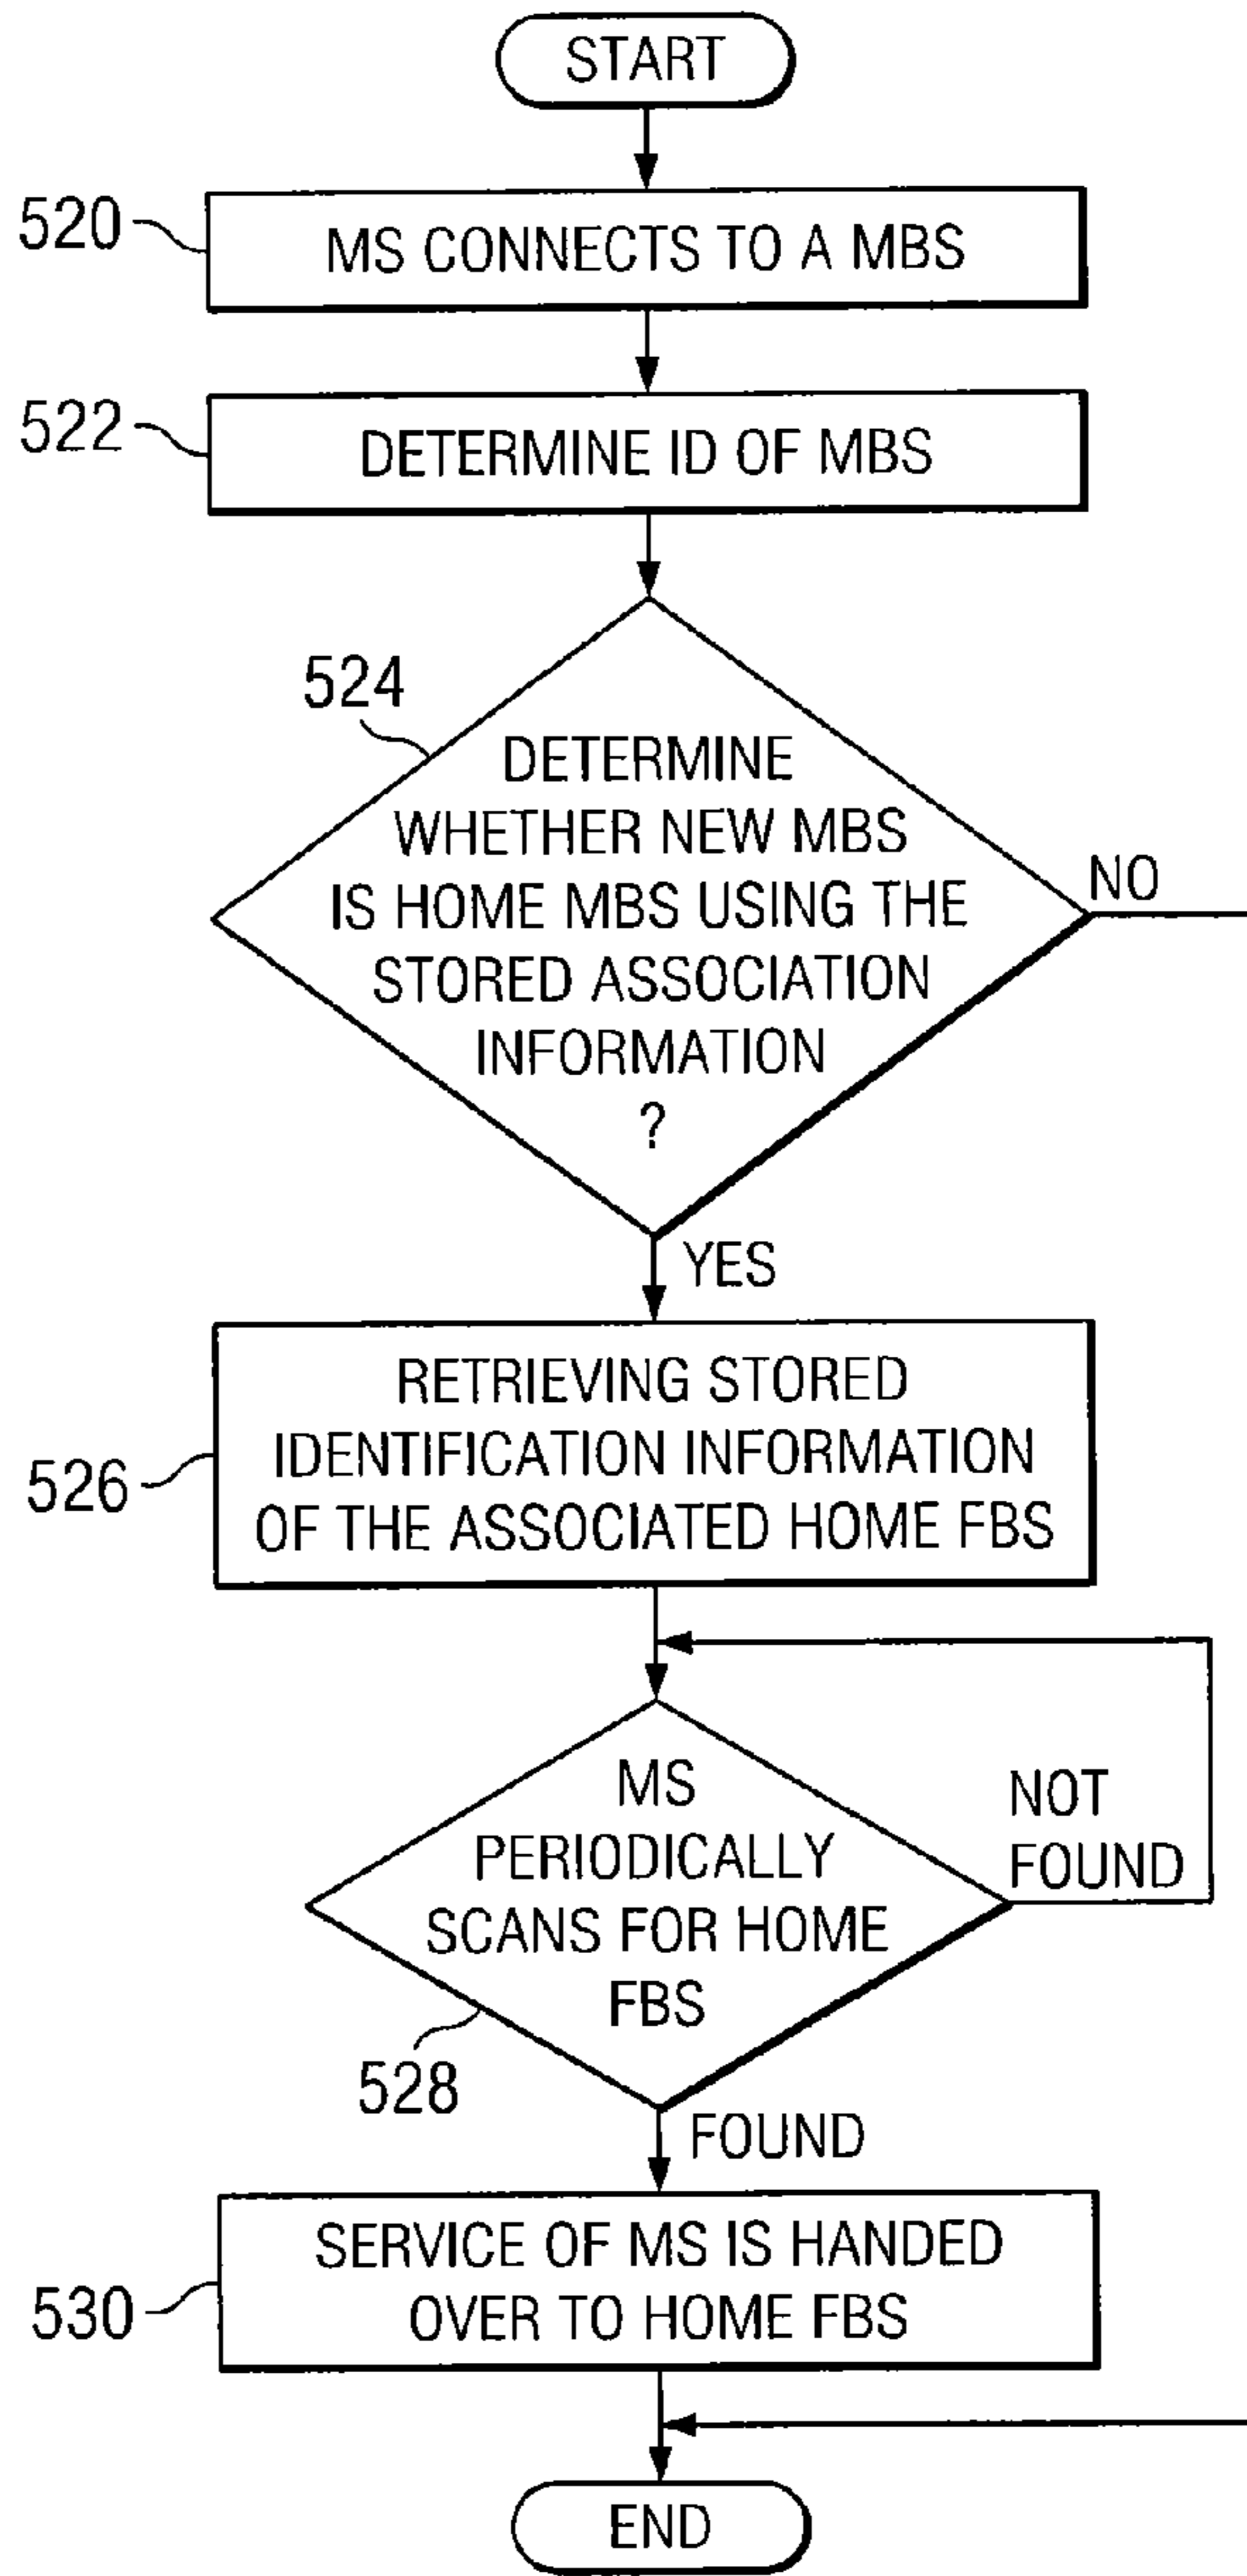 START
520
MS CONNECTS TO A MBS
522
DETERMINE ID OF MBS
524
DETERMINE
WHETHER NEW MBS
IS HOME MBS USING THE
STORED ASSOCIATION
INFORMATION
?
NO
YES
526
RETRIEVING STORED
IDENTIFICATION INFORMATION
OF THE ASSOCIATED HOME FBS
MS
PERIODICALLY
SCANS FOR HOME
FBS
NOT
FOUND
528
FOUND
530
SERVICE OF MS IS HANDED
OVER TO HOME FBS
END